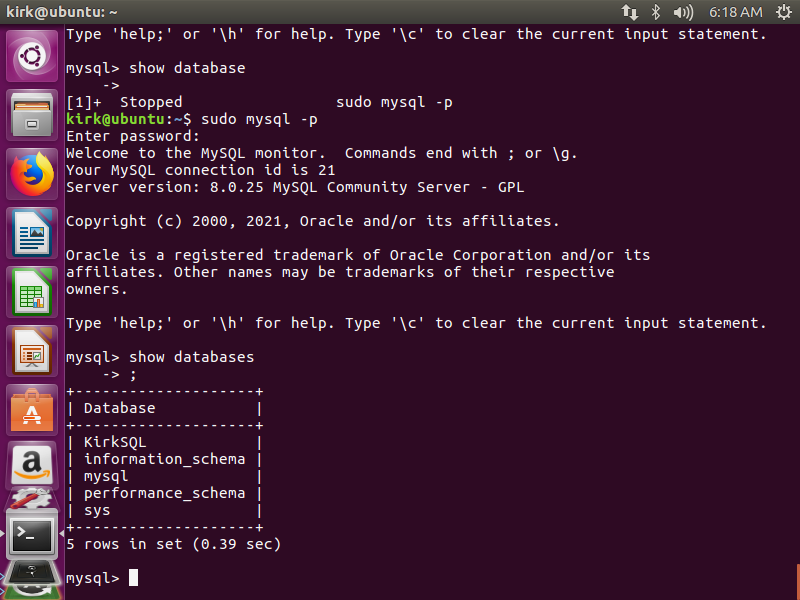 kirk@ubuntu: ~
6:18 AM
Type 'help;' or '\h' for help. Type '\c' to clear the current input statement.
mysql> show database
    ->
[1]+  Stopped                 sudo mysql -p
kirk@ubuntu:~$ sudo mysql -p
Enter password:
Welcome to the MySQL monitor.  Commands end with ; or \g.
Your MySQL connection id is 21
Server version: 8.0.25 MySQL Community Server - GPL
Copyright (c) 2000, 2021, Oracle and/or its affiliates.
Oracle is a registered trademark of Oracle Corporation and/or its
affiliates. Other names may be trademarks of their respective
owners.
Type 'help;' or '\h' for help. Type '\c' to clear the current input statement.
mysql> show databases
    -> ;
+--------------------+
| Database           |
+--------------------+
| KirkSQL            |
| information_schema |
| mysql              |
| performance_schema |
| sys                |
+--------------------+
5 rows in set (0.39 sec)
mysql>